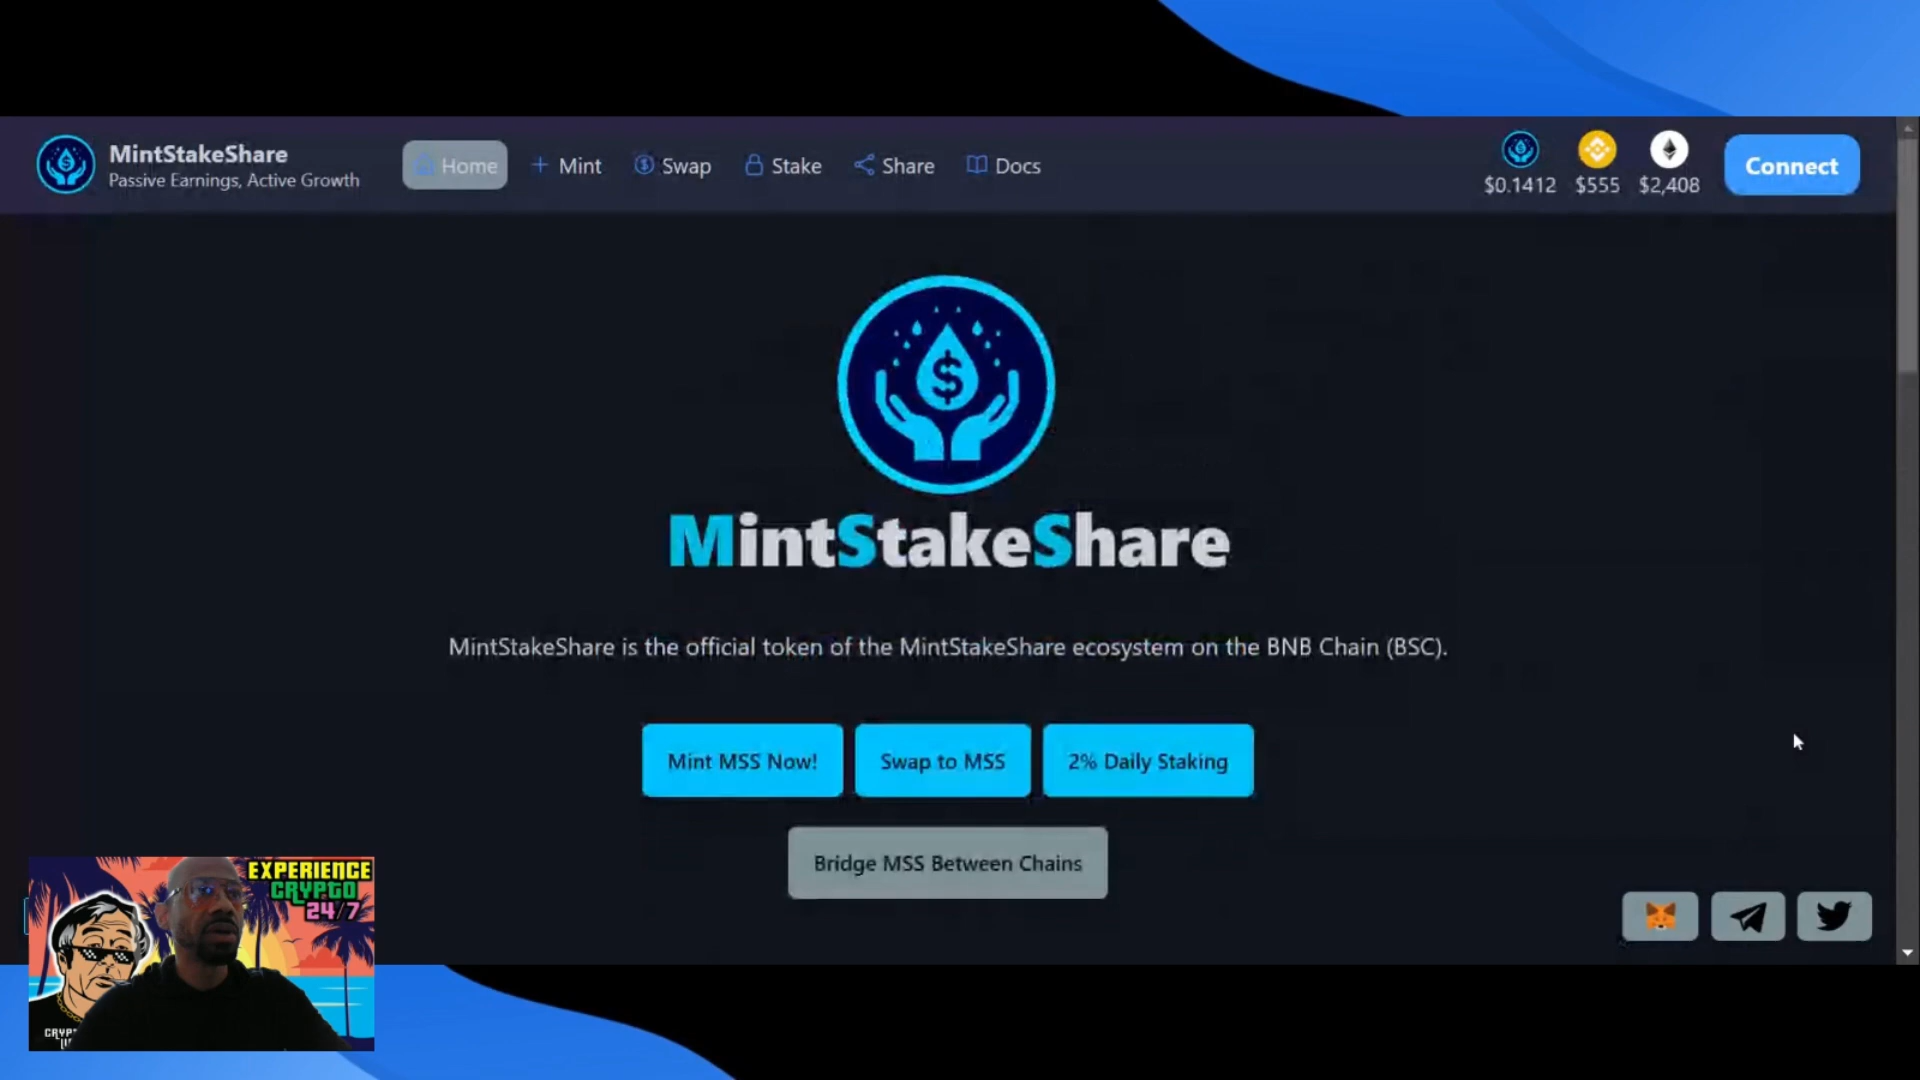 MintStakeShare
Passive Earnings, Active Growth
Home
Mint
Swap
Stake
Share
Docs
$0.1412
$555
$2,408
Connect
MintStakeShare
MintStakeShare is the official token of the MintStakeShare ecosystem on the BNB Chain (BSC).
Mint MSS Now!
Swap to MSS
2% Daily Staking
Bridge MSS Between Chains
EXPERIENCE
CRYPTO
24/7